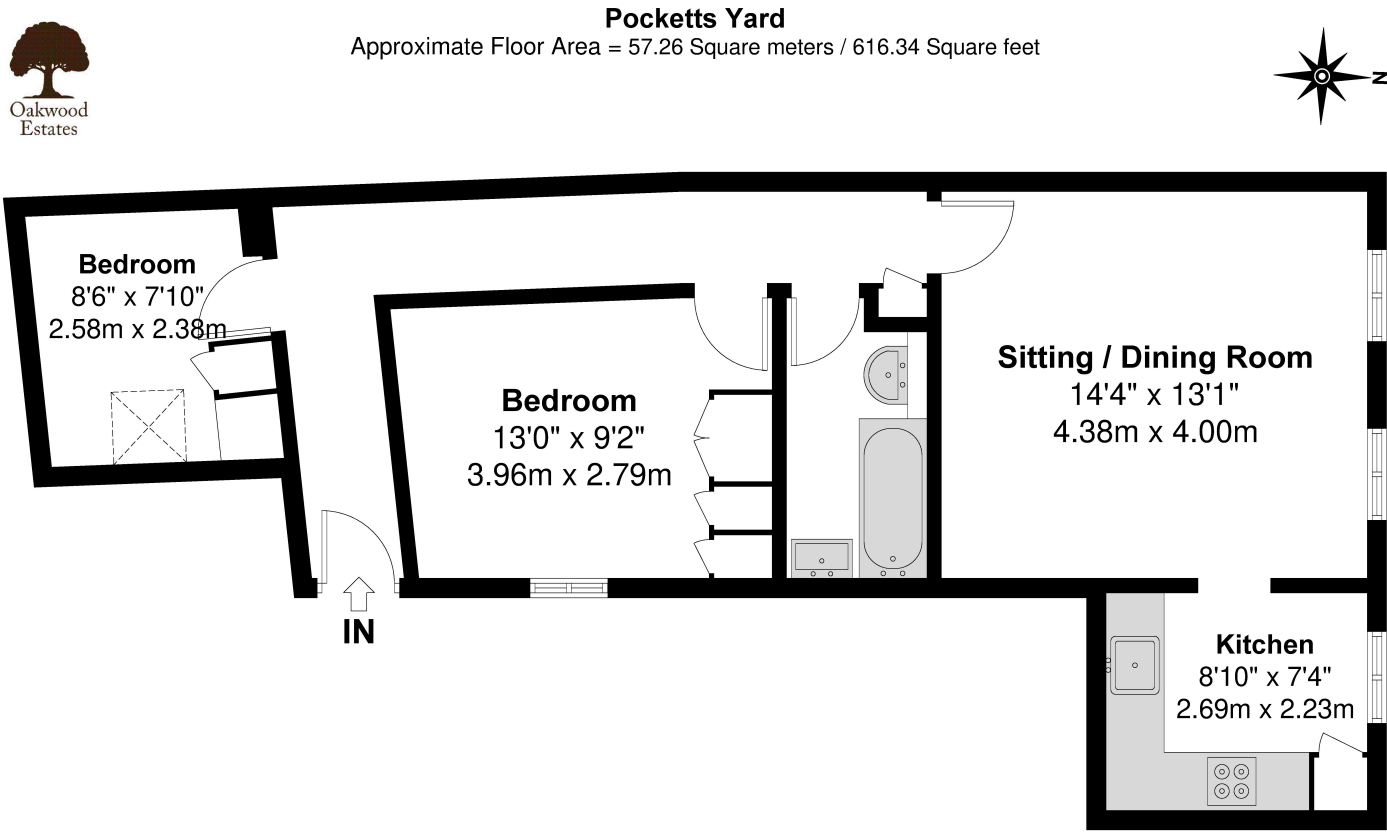 Pocketts Yard
Approximate Floor Area = 57.26 Square meters / 616.34 Square feet
Oakwood
Estates
N
Bedroom
8'6" x 7'10"
2.58m x 2.38m
Bedroom
13'0" x 9'2"
3.96m x 2.79m
Sitting / Dining Room
14'4" x 13'1"
4.38m x 4.00m
IN
Kitchen
8'10" x 7'4"
2.69m x 2.23m